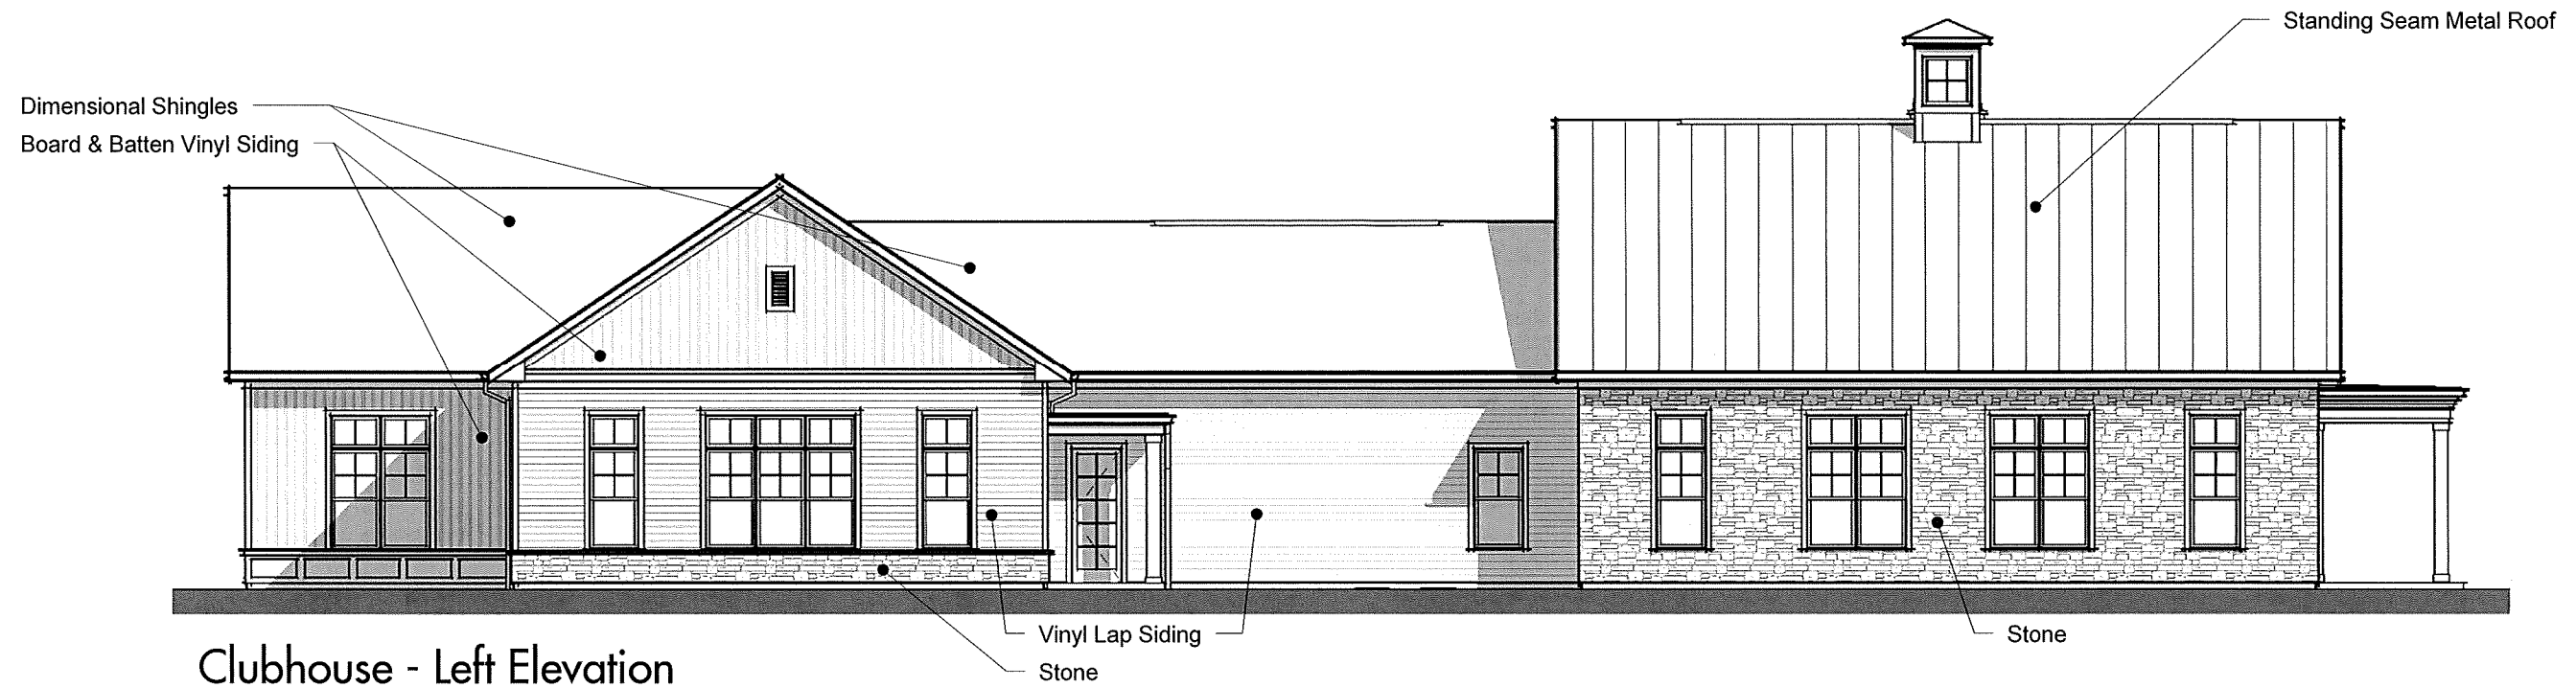 Standing Seam Metal Roof
Dimensional Shingles
Board & Batten Vinyl Siding
Vinyl Lap Siding
Stone
Stone
Clubhouse - Left Elevation